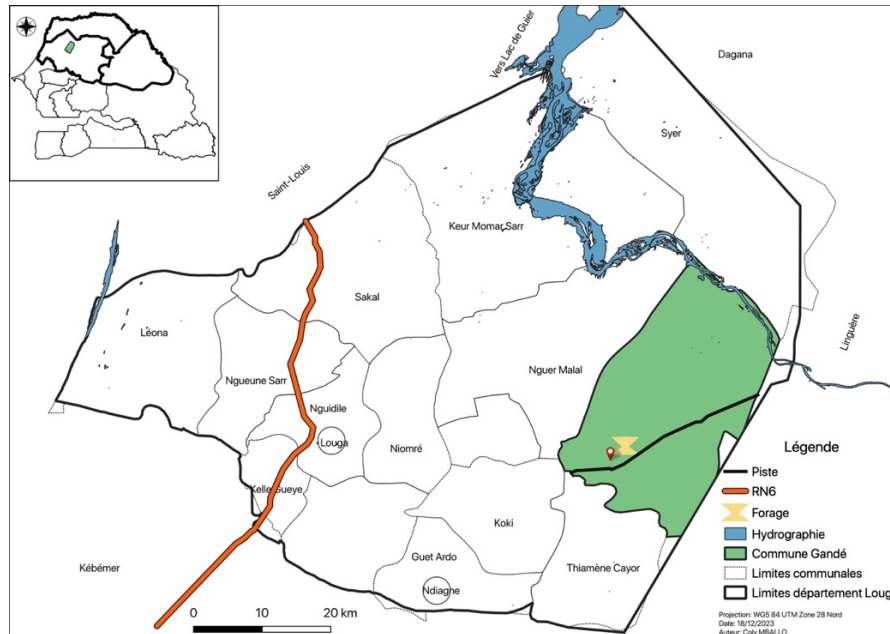 Vers Lac de Guier
Dagana
Syer
Saint-Louis
Keur Momar Sarr
Sakal
Léona
Linguère
Ngueune Sarr
Nguer Malal
Nguidile
Louga
Niomré
Kelle Gueye
Koki
Guet Ardo
Thiamène Cayor
Kébémer
Ndiagne
0 10 20 km
Légende
Piste
RN6
Forage
Hydrographie
Commune Gandé
Limites communales
Limites département Loug
Projection: WGS 84 UTM Zone 28 Nord
Date: 18/12/2023
Auteur: Coly MBALLO